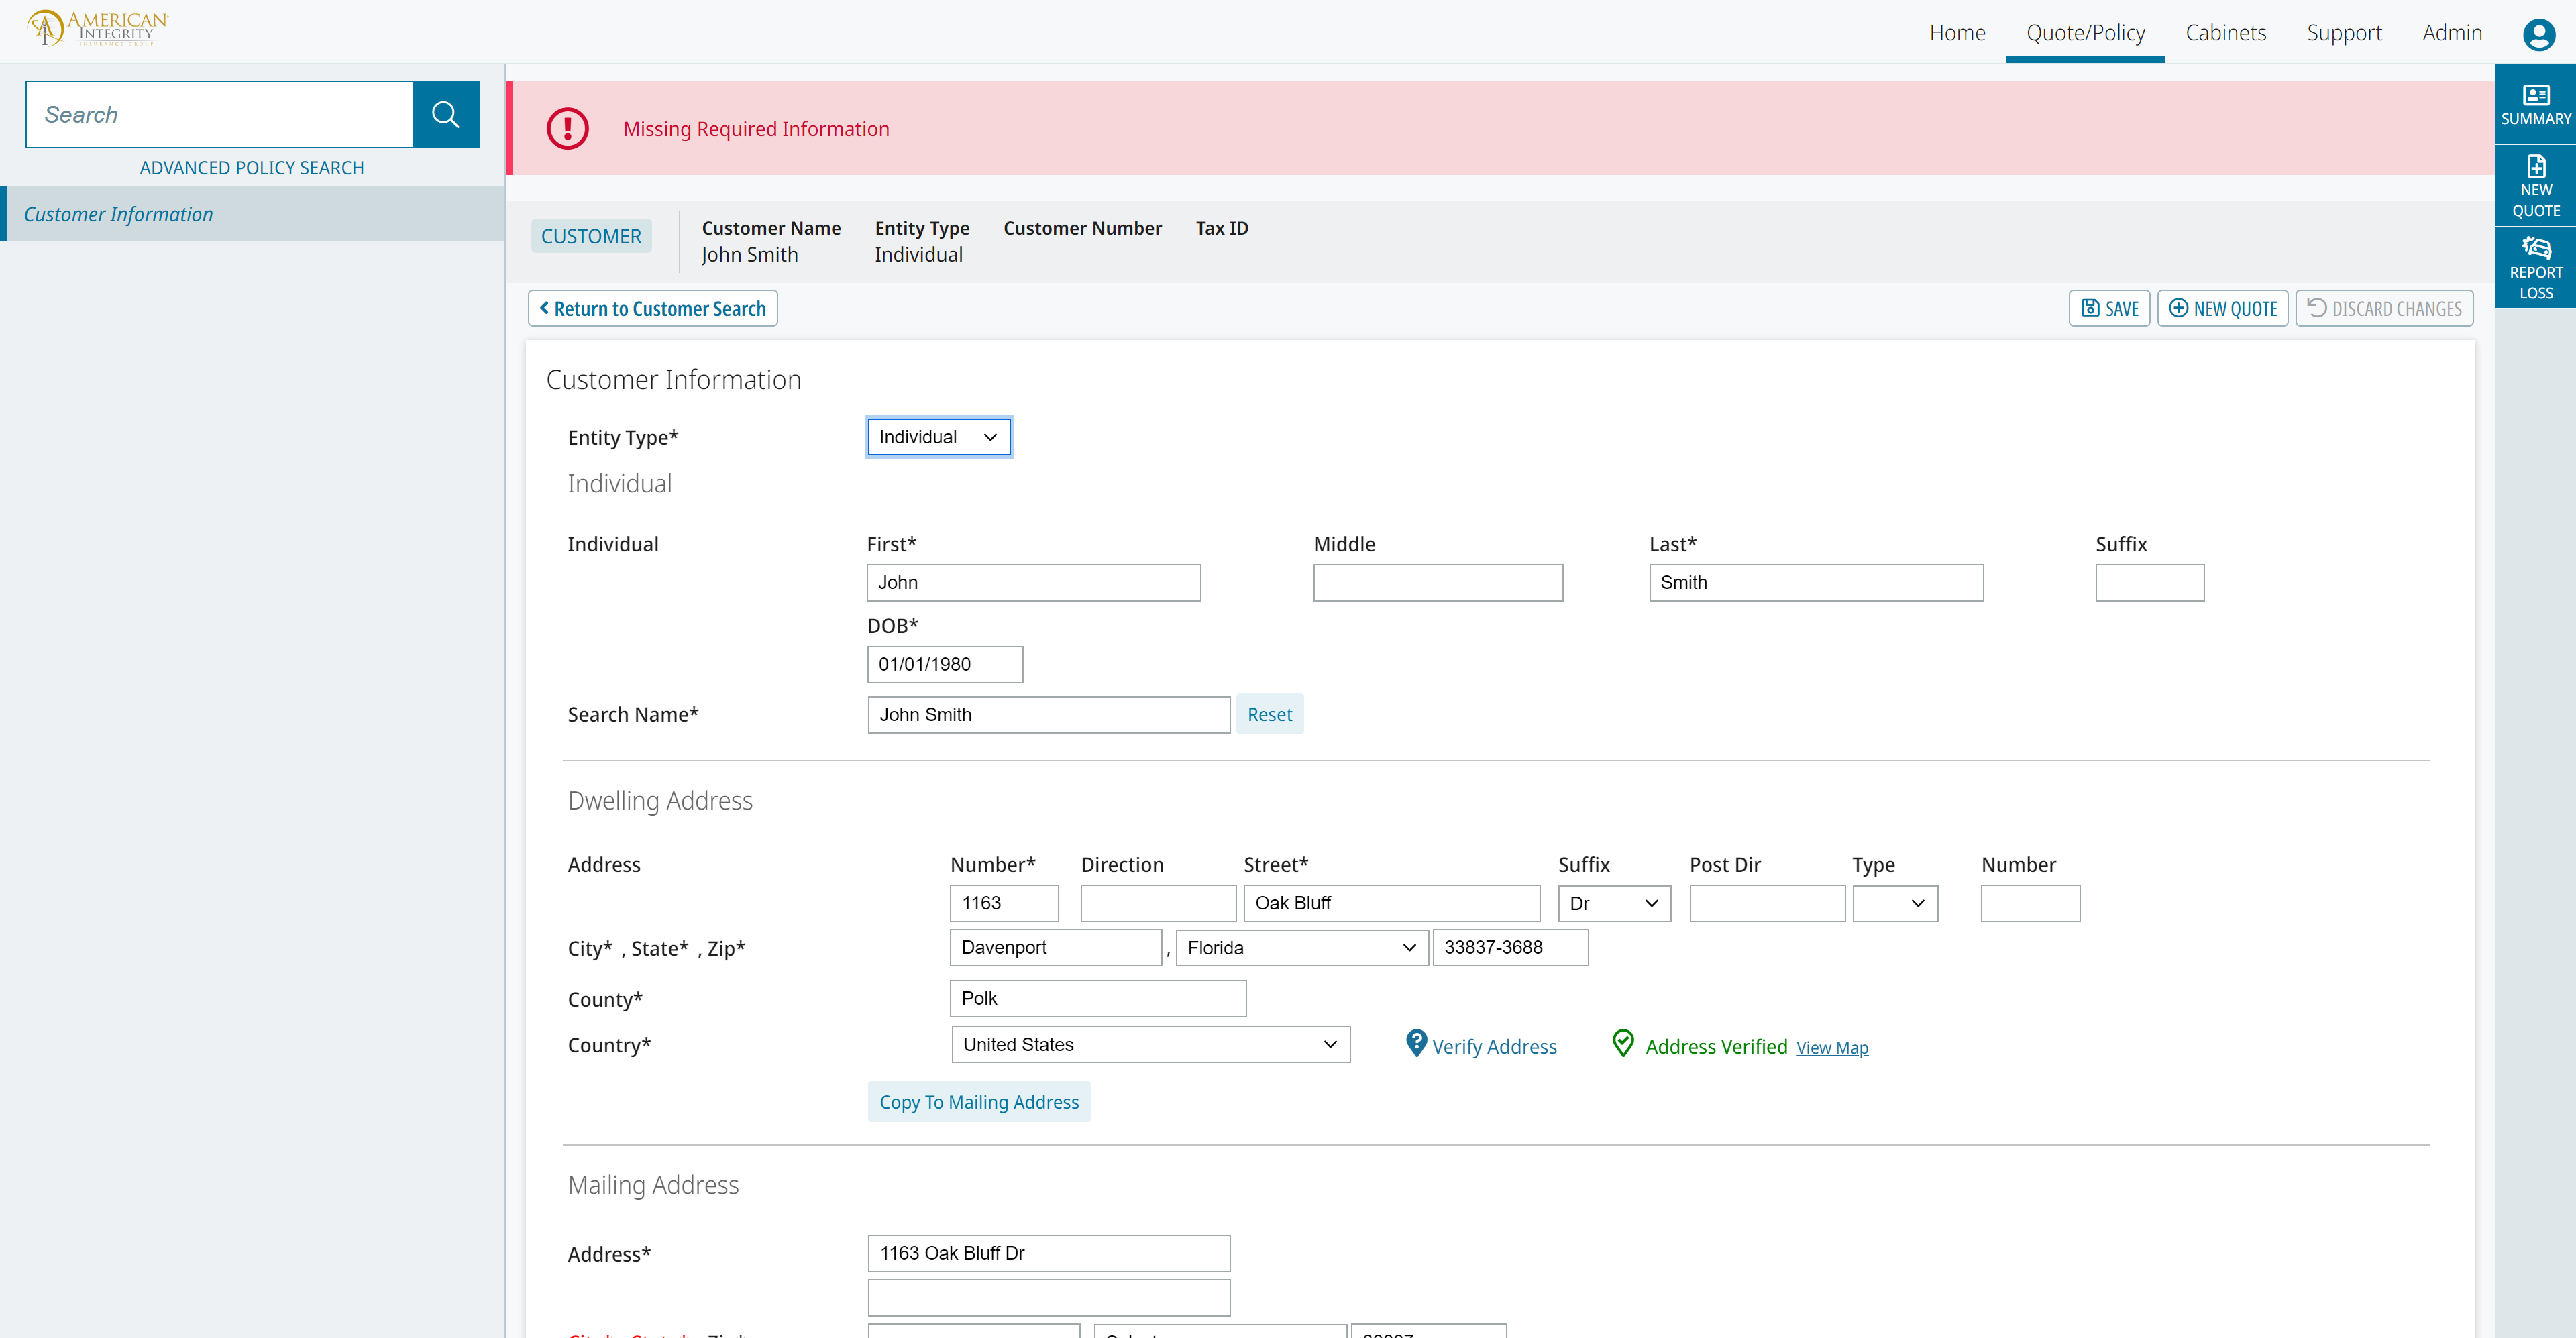 AMERICAN
INTEGRITY
INSURANCE GROUP
Home
Quote/Policy
Cabinets
Support
Admin
Search
ADVANCED POLICY SEARCH
Customer Information
Missing Required Information
SUMMARY
NEW
QUOTE
REPORT
LOSS
CUSTOMER
Customer Name Entity Type Customer Number Tax ID
John Smith Individual
Return to Customer Search
SAVE
NEW QUOTE
DISCARD CHANGES
Customer Information
Entity Type* Individual
Individual
Individual First* Middle Last* Suffix
John Smith
DOB*
01/01/1980
Search Name* John Smith Reset
Dwelling Address
Address Number* Direction Street* Suffix Post Dir Type Number
1163 Oak Bluff Dr
City* , State* , Zip* Davenport , Florida 33837-3688
County* Polk
Country* United States Verify Address Address Verified View Map
Copy To Mailing Address
Mailing Address
Address* 1163 Oak Bluff Dr